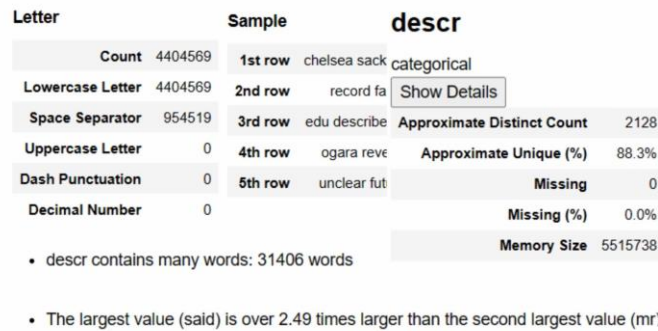 Letter
Count 4404569
Lowercase Letter 4404569
Space Separator 954519
Uppercase Letter 0
Dash Punctuation 0
Decimal Number 0
Sample
1st row chelsea sack
2nd row record fa
3rd row edu describe
4th row ogara reve
5th row unclear fut
descr
categorical
Show Details
Approximate Distinct Count 2128
Approximate Unique (%) 88.3%
Missing 0
Missing (%) 0.0%
Memory Size 5515738
• descr contains many words: 31406 words
• The largest value (said) is over 2.49 times larger than the second largest value (mr)